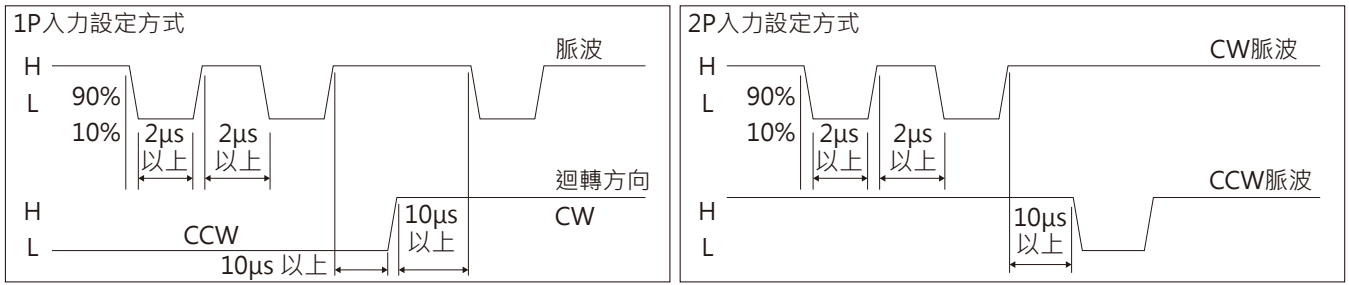 1P入力設定方式
脈波
H
L
90%
10%
2µs
以上
2µs
以上
迴轉方向
H
L
CCW
CW
10µs
以上
10µs 以上
2P入力設定方式
CW脈波
H
L
90%
10%
2µs
以上
2µs
以上
CCW脈波
H
L
10µs
以上